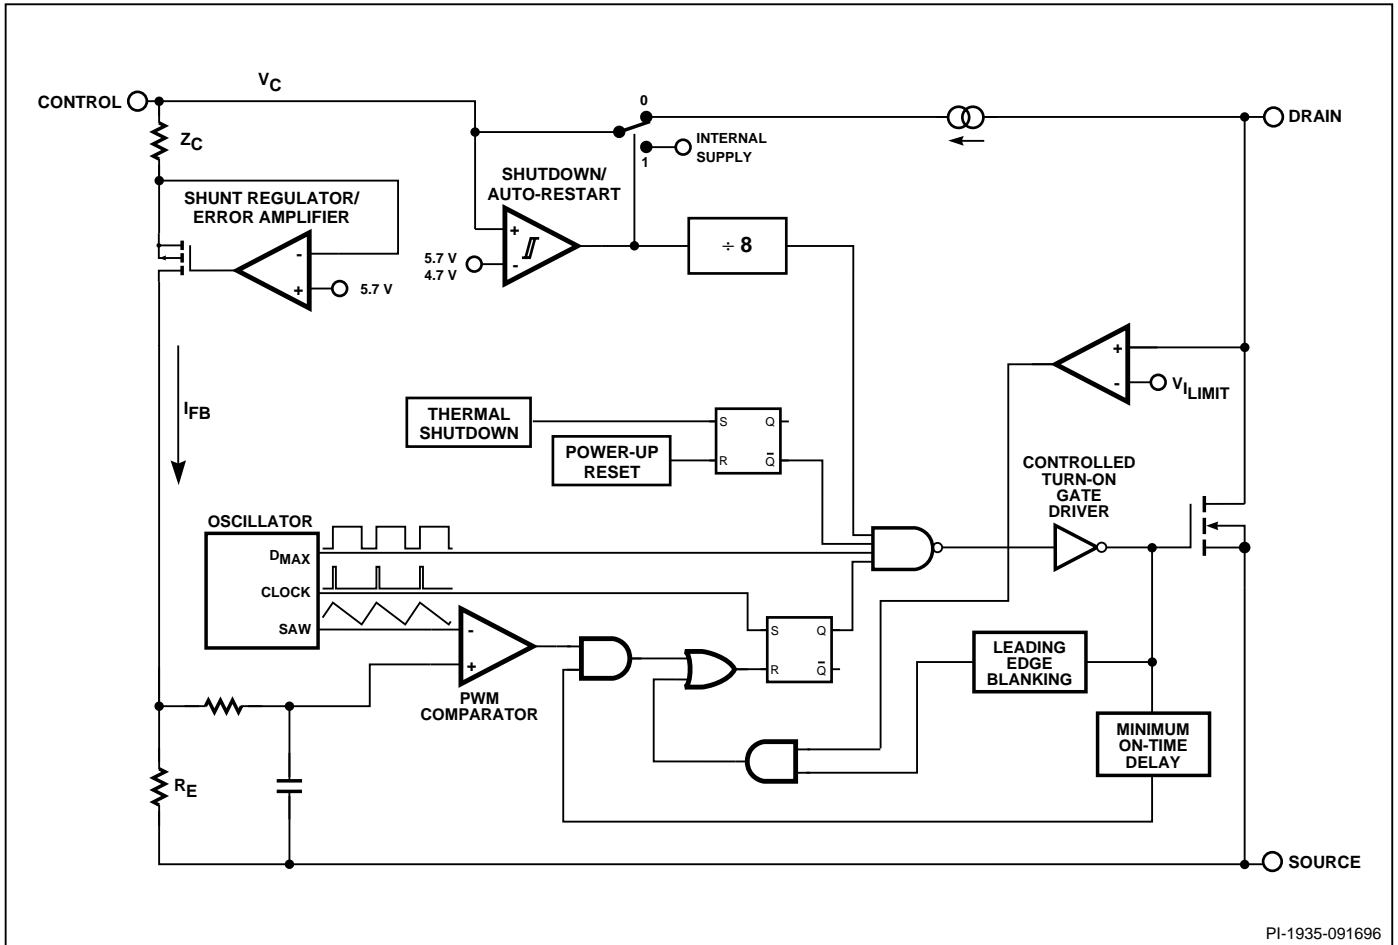 V_C
CONTROL
Z_C
0
DRAIN
1
INTERNAL
SUPPLY
SHUTDOWN/
AUTO-RESTART
SHUNT REGULATOR/
ERROR AMPLIFIER
-
+
5.7 V
+
-
5.7 V
4.7 V
÷ 8
+
-
V_ILIMIT
I_FB
THERMAL
SHUTDOWN
POWER-UP
RESET
S
Q
R
Q̅
CONTROLLED
TURN-ON
GATE
DRIVER
OSCILLATOR
D_MAX
CLOCK
SAW
-
+
PWM
COMPARATOR
S
Q
R
Q̅
LEADING
EDGE
BLANKING
MINIMUM
ON-TIME
DELAY
R_E
SOURCE
PI-1935-091696